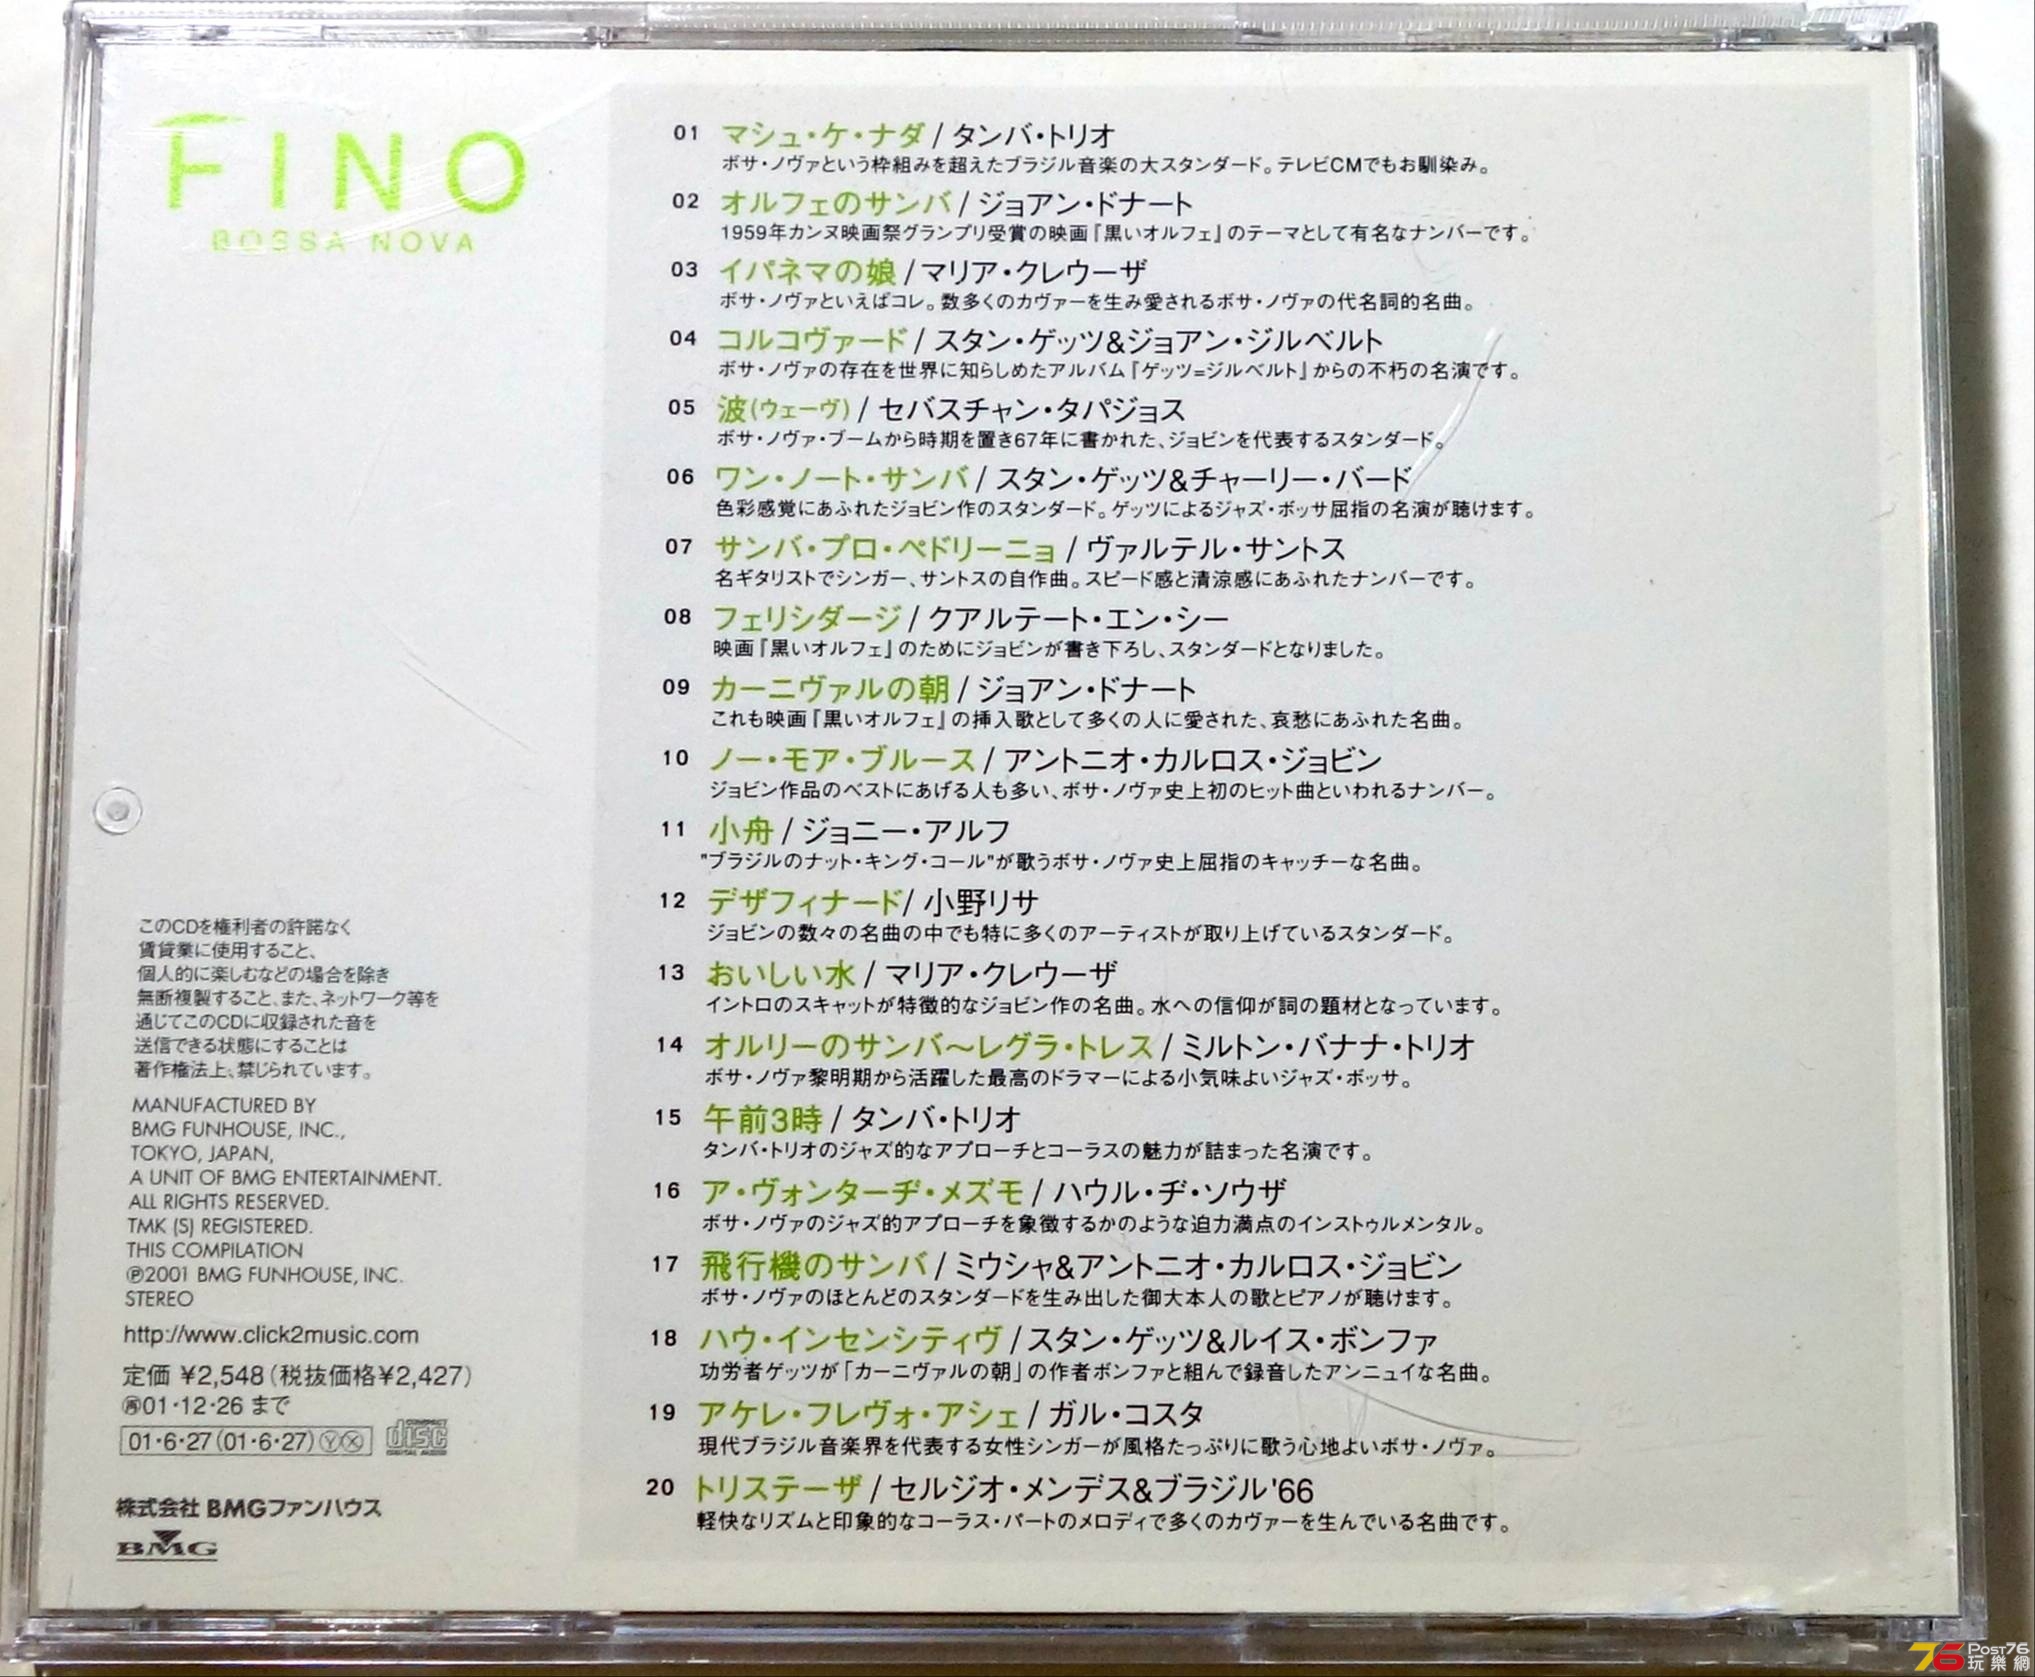 FINO
BOSSA NOVA
01 マシュ・ケ・ナダ / タンバ・トリオ
ボサ・ノヴァという枠組みを超えたブラジル音楽の大スタンダード。テレビCMでもお馴染み。
02 オルフェのサンバ / ジョアン・ドナート
1959年カンヌ映画祭グランプリ受賞の映画『黒いオルフェ』のテーマとして有名なナンバーです。
03 イパネマの娘 / マリア・クレウーザ
ボサ・ノヴァといえばコレ。数多くのカヴァーを生み愛されるボサ・ノヴァの代名詞的名曲。
04 コルコヴァード / スタン・ゲッツ&ジョアン・ジルベルト
ボサ・ノヴァの存在を世界に知らしめたアルバム『ゲッツ=ジルベルト』からの不朽の名演です。
05 波(ウェーヴ) / セバスチャン・タパジョス
ボサ・ノヴァ・ブームから時期を置き67年に書かれた、ジョビンを代表するスタンダード。
06 ワン・ノート・サンバ / スタン・ゲッツ&チャーリー・バード
色彩感覚にあふれたジョビン作のスタンダード。ゲッツによるジャズ・ボッサ屈指の名演が聴けます。
07 サンバ・プロ・ペドリーニョ / ヴァルテル・サントス
名ギタリストでシンガー、サントスの自作曲。スピード感と清涼感にあふれたナンバーです。
08 フェリシダージ / クアルテート・エン・シー
映画『黒いオルフェ』のためにジョビンが書き下ろし、スタンダードとなりました。
09 カーニヴァルの朝 / ジョアン・ドナート
これも映画『黒いオルフェ』の挿入歌として多くの人に愛された、哀愁にあふれた名曲。
10 ノー・モア・ブルース / アントニオ・カルロス・ジョビン
ジョビン作品のベストにあげる人も多い、ボサ・ノヴァ史上初のヒット曲といわれるナンバー。
11 小舟 / ジョニー・アルフ
"ブラジルのナット・キング・コール"が歌うボサ・ノヴァ史上屈指のキャッチーな名曲。
12 デザフィナード / 小野リサ
ジョビンの数々の名曲の中でも特に多くのアーティストが取り上げているスタンダード。
13 おいしい水 / マリア・クレウーザ
イントロのスキャットが特徴的なジョビン作の名曲。水への信仰が詞の題材となっています。
14 オルリーのサンバ〜レグラ・トレス / ミルトン・バナナ・トリオ
ボサ・ノヴァ黎明期から活躍した最高のドラマーによる小気味よいジャズ・ボッサ。
15 午前3時 / タンバ・トリオ
タンバ・トリオのジャズ的なアプローチとコーラスの魅力が詰まった名演です。
16 ア・ヴォンターヂ・メズモ / ハウル・ヂ・ソウザ
ボサ・ノヴァのジャズ的アプローチを象徴するかのような迫力満点のインストゥルメンタル。
17 飛行機のサンバ / ミウシャ&アントニオ・カルロス・ジョビン
ボサ・ノヴァのほとんどのスタンダードを生み出した御大本人の歌とピアノが聴けます。
18 ハウ・インセンシティヴ / スタン・ゲッツ&ルイス・ボンファ
功労者ゲッツが「カーニヴァルの朝」の作者ボンファと組んで録音したアンニュイな名曲。
19 アケレ・フレヴォ・アシェ / ガル・コスタ
現代ブラジル音楽界を代表する女性シンガーが風格たっぷりに歌う心地よいボサ・ノヴァ。
20 トリステーザ / セルジオ・メンデス&ブラジル'66
軽快なリズムと印象的なコーラス・パートのメロディで多くのカヴァーを生んでいる名曲です。
このCDを権利者の許諾なく
賃貸業に使用すること、
個人的に楽しむなどの場合を除き
無断複製すること、また、ネットワーク等を
通じてこのCDに収録された音を
送信できる状態にすることは
著作権法上、禁じられています。
MANUFACTURED BY
BMG FUNHOUSE, INC.,
TOKYO, JAPAN,
A UNIT OF BMG ENTERTAINMENT.
ALL RIGHTS RESERVED.
TMK (S) REGISTERED.
THIS COMPILATION
℗2001 BMG FUNHOUSE, INC.
STEREO
http://www.click2music.com
定価 ¥2,548(税抜価格¥2,427)
㊢01・12・26 まで
01・6・27(01・6・27)ⓎⓍ
COMPACT disc DIGITAL AUDIO
株式会社 BMGファンハウス
BMG
76 POST76
玩樂網